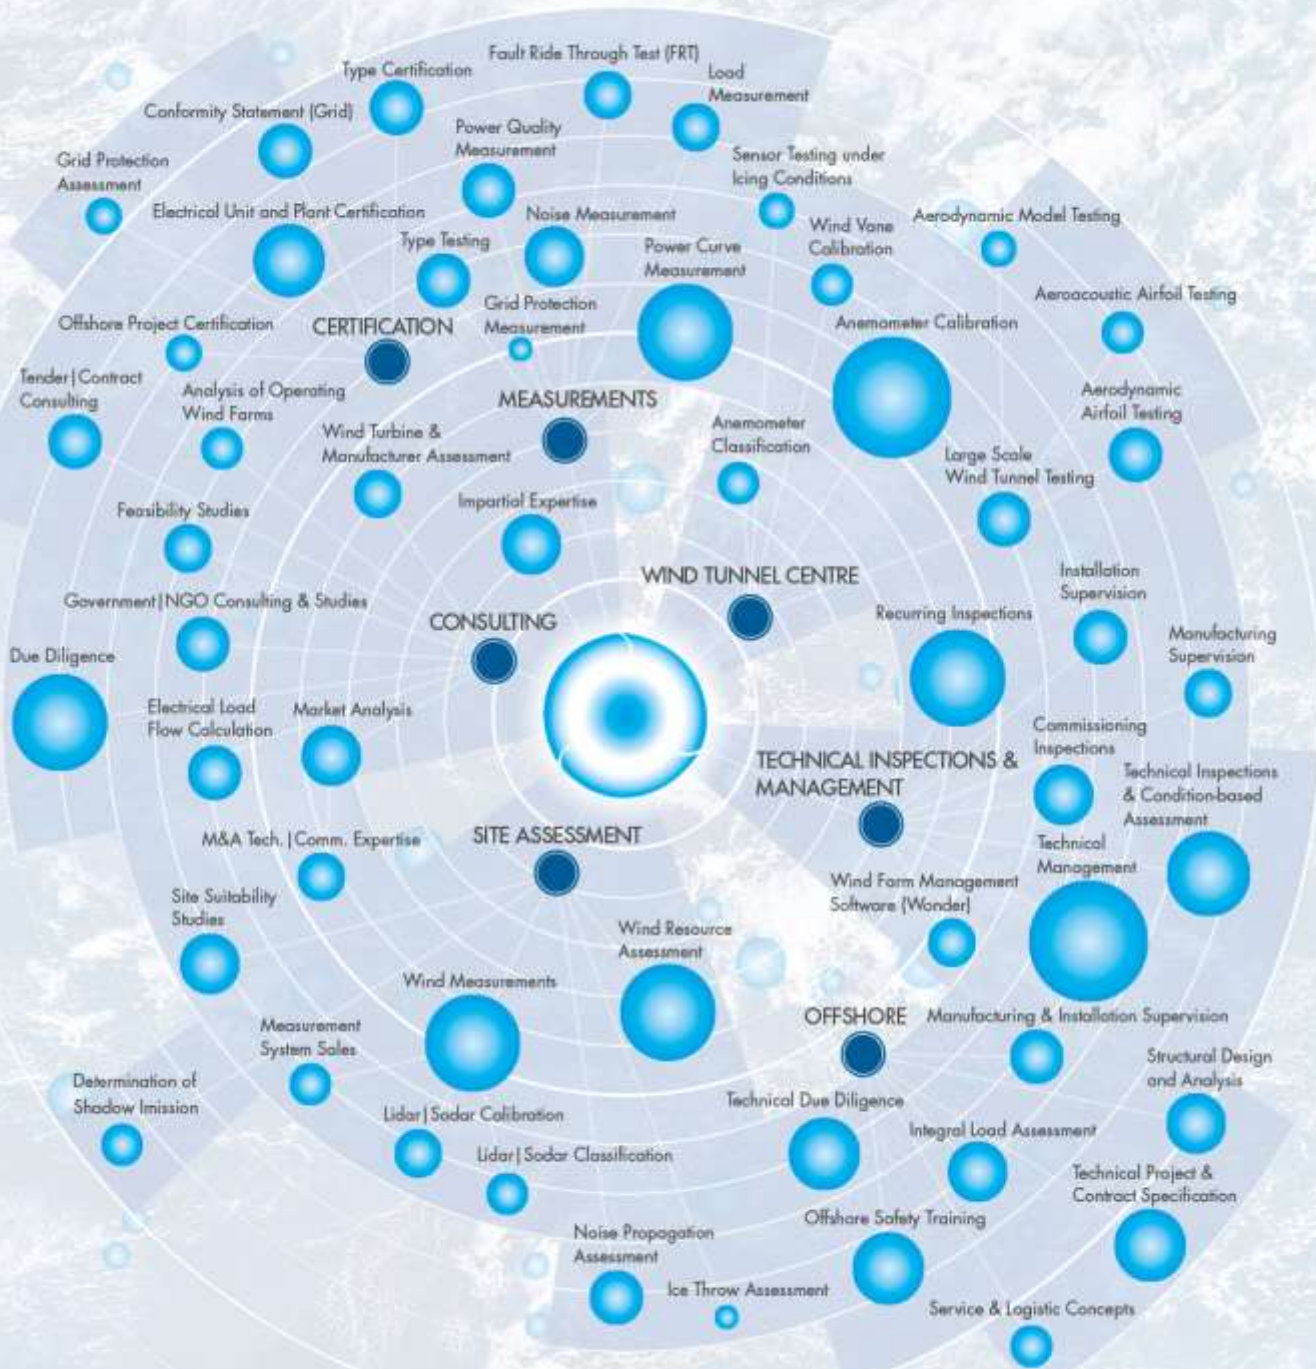 Fault Ride Through Test (FRT)
Type Certification
Load
Measurement
Conformity Statement (Grid)
Power Quality
Measurement
Grid Protection
Assessment
Sensor Testing under
Icing Conditions
Electrical Unit and Plant Certification
Noise Measurement
Aerodynamic Model Testing
Type Testing
Wind Vane
Calibration
Power Curve
Measurement
Aeroacoustic Airfoil Testing
Grid Protection
Measurement
Offshore Project Certification
CERTIFICATION
Anemometer Calibration
Tender|Contract
Consulting
Analysis of Operating
Wind Farms
MEASUREMENTS
Aerodynamic
Airfoil Testing
Wind Turbine &
Manufacturer Assessment
Anemometer
Classification
Large Scale
Wind Tunnel Testing
Impartial Expertise
Feasibility Studies
WIND TUNNEL CENTRE
Installation
Supervision
Government|NGO Consulting & Studies
CONSULTING
Recurring Inspections
Manufacturing
Supervision
Due Diligence
Electrical Load
Flow Calculation
Market Analysis
Commissioning
Inspections
TECHNICAL INSPECTIONS &
MANAGEMENT
Technical Inspections
& Condition-based
Assessment
M&A Tech.|Comm. Expertise
SITE ASSESSMENT
Technical
Management
Site Suitability
Studies
Wind Farm Management
Software (Wonder)
Wind Resource
Assessment
Wind Measurements
OFFSHORE
Manufacturing & Installation Supervision
Measurement
System Sales
Structural Design
and Analysis
Determination of
Shadow Imission
Technical Due Diligence
Lidar|Sodar Calibration
Integral Load Assessment
Lidar|Sodar Classification
Technical Project &
Contract Specification
Offshore Safety Training
Noise Propagation
Assessment
Ice Throw Assessment
Service & Logistic Concepts